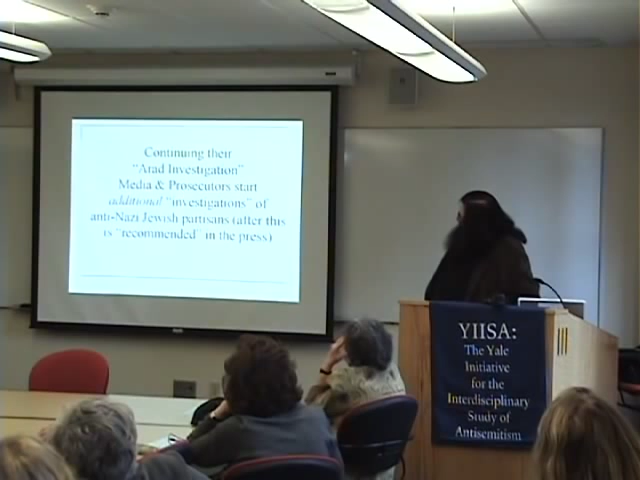 Continuing their
"Arad Investigation"
Media & Prosecutors start
additional "investigations" of
anti-Nazi Jewish partisans (after this
is "recommended" in the press)
YIISA:
The Yale
Initiative
for the
Interdisciplinary
Study of
Antisemitism